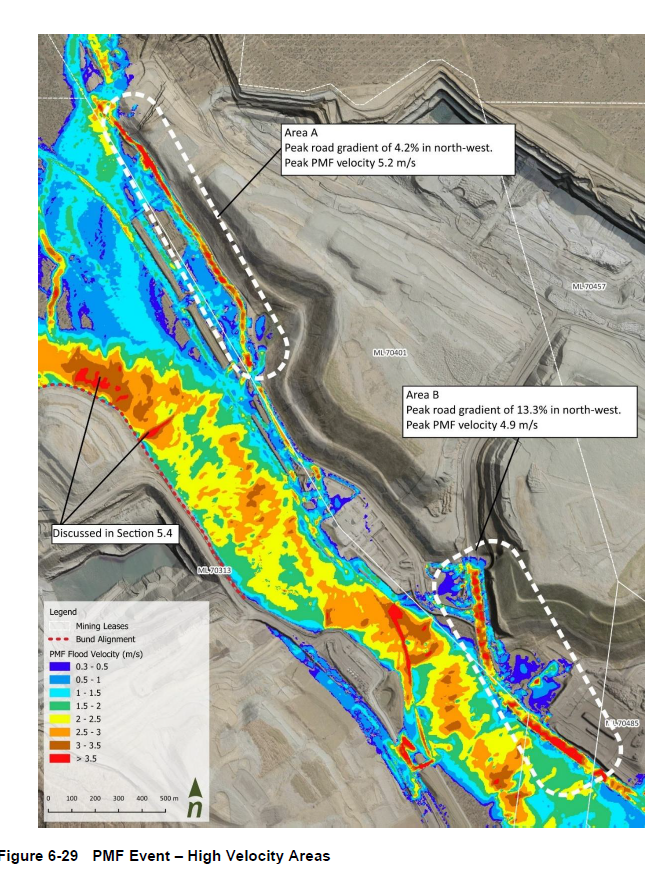 Area A
Peak road gradient of 4.2% in north-west.
Peak PMF velocity 5.2 m/s
ML 70457
ML 70401
Area B
Peak road gradient of 13.3% in north-west.
Peak PMF velocity 4.9 m/s
Discussed in Section 5.4
ML 70313
Legend
Mining Leases
Bund Alignment
PMF Flood Velocity (m/s)
0.3 - 0.5
0.5 - 1
1 - 1.5
1.5 - 2
2 - 2.5
2.5 - 3
3 - 3.5
> 3.5
ML 70485
0 100 200 300 400 500 m
n
Figure 6-29 PMF Event – High Velocity Areas